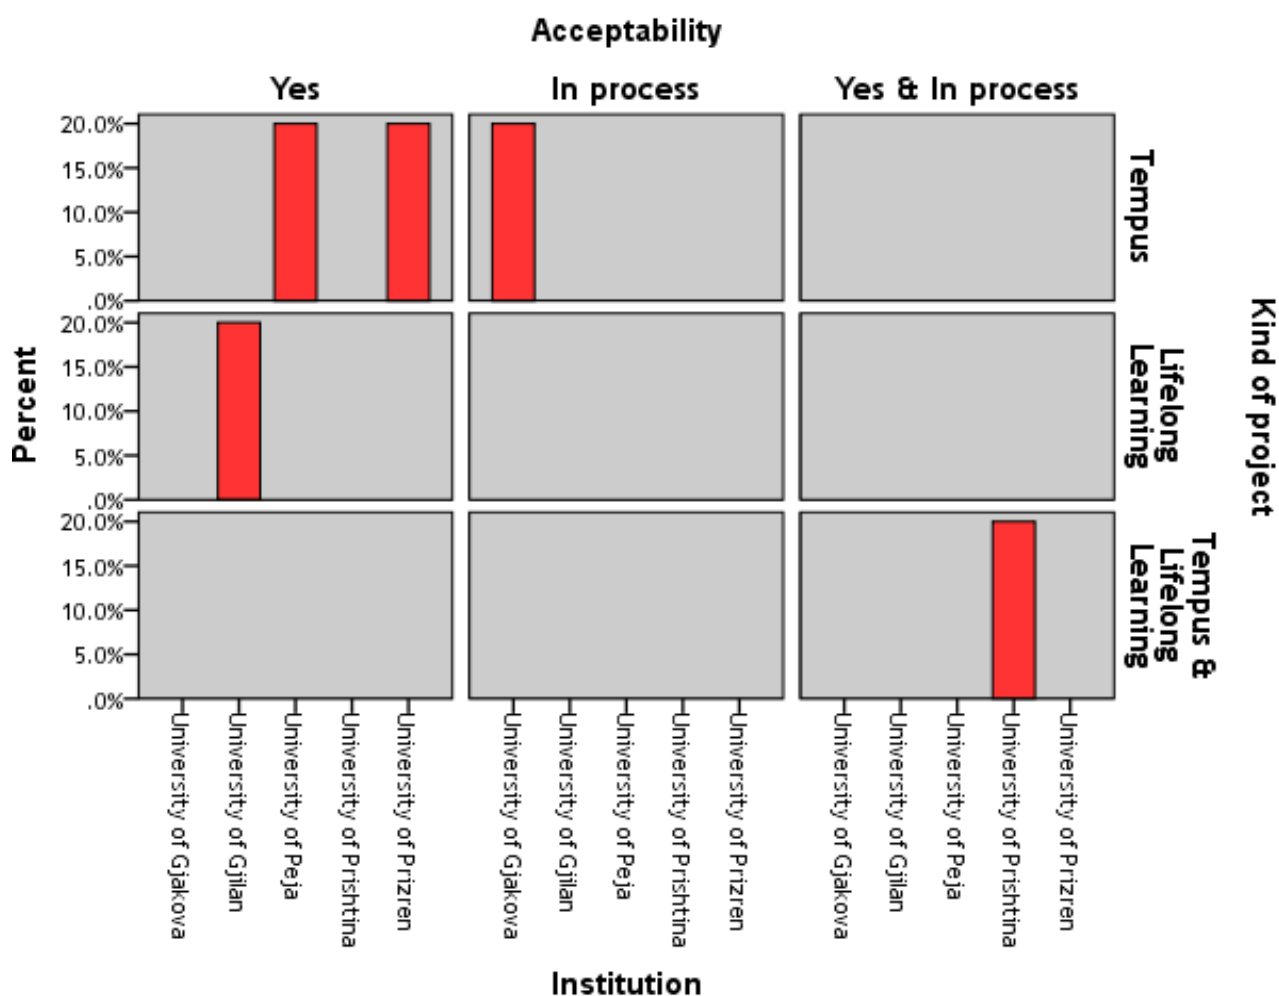 Acceptability
Yes
In process
Yes & In process
20.0%
15.0%
10.0%
5.0%
.0%
Tempus
20.0%
15.0%
10.0%
5.0%
.0%
Lifelong
Learning
20.0%
15.0%
10.0%
5.0%
.0%
Tempus &
Lifelong
Learning
Percent
Kind of project
University of Gjakova
University of Gjilan
University of Peja
University of Prishtina
University of Prizren
University of Gjakova
University of Gjilan
University of Peja
University of Prishtina
University of Prizren
University of Gjakova
University of Gjilan
University of Peja
University of Prishtina
University of Prizren
Institution